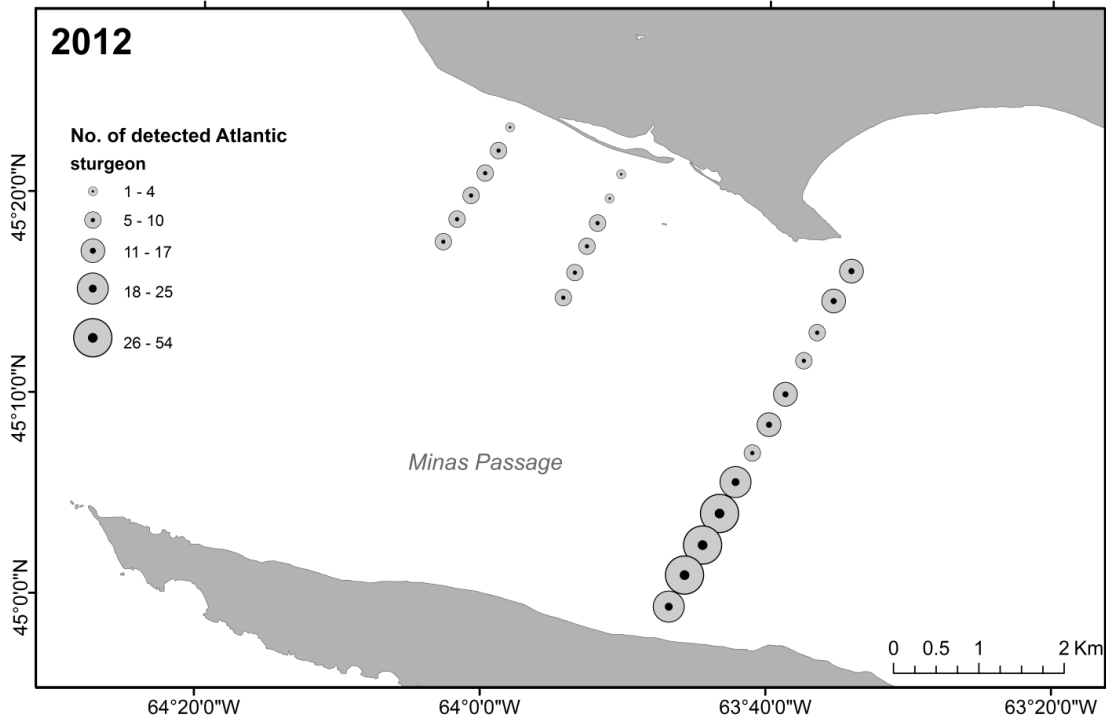 2012
No. of detected Atlantic
sturgeon
1 - 4
5 - 10
11 - 17
18 - 25
26 - 54
45°20'0"N
45°10'0"N
45°0'0"N
Minas Passage
0 0.5 1 2 Km
64°20'0"W 64°0'0"W 63°40'0"W 63°20'0"W